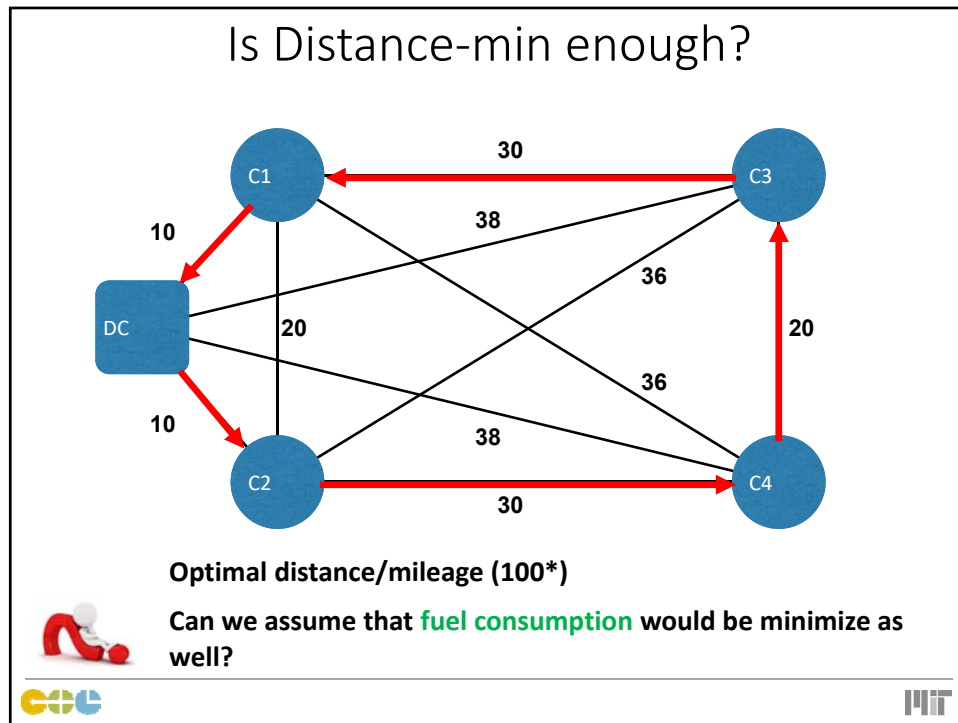 Is Distance-min enough?
30
C1
C3
10
38
36
DC
20
20
36
10
38
C2
C4
30
Optimal distance/mileage (100*)
Can we assume that fuel consumption would be minimize as
well?
MIT